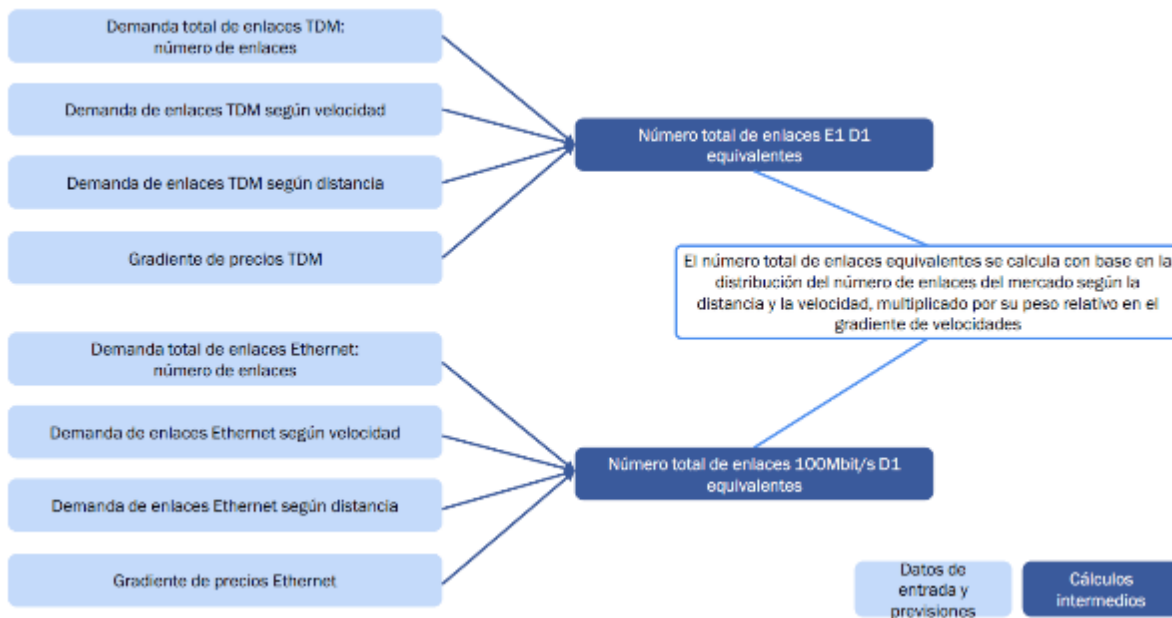 Demanda total de enlaces TDM:
número de enlaces
Demanda de enlaces TDM según velocidad
Demanda de enlaces TDM según distancia
Gradiente de precios TDM
Número total de enlaces E1 D1
equivalentes
El número total de enlaces equivalentes se calcula con base en la
distribución del número de enlaces del mercado según la
distancia y la velocidad, multiplicado por su peso relativo en el
gradiente de velocidades
Demanda total de enlaces Ethernet:
número de enlaces
Demanda de enlaces Ethernet según velocidad
Demanda de enlaces Ethernet según distancia
Gradiente de precios Ethernet
Número total de enlaces 100Mbit/s D1
equivalentes
Datos de
entrada y
previsiones
Cálculos
intermedios